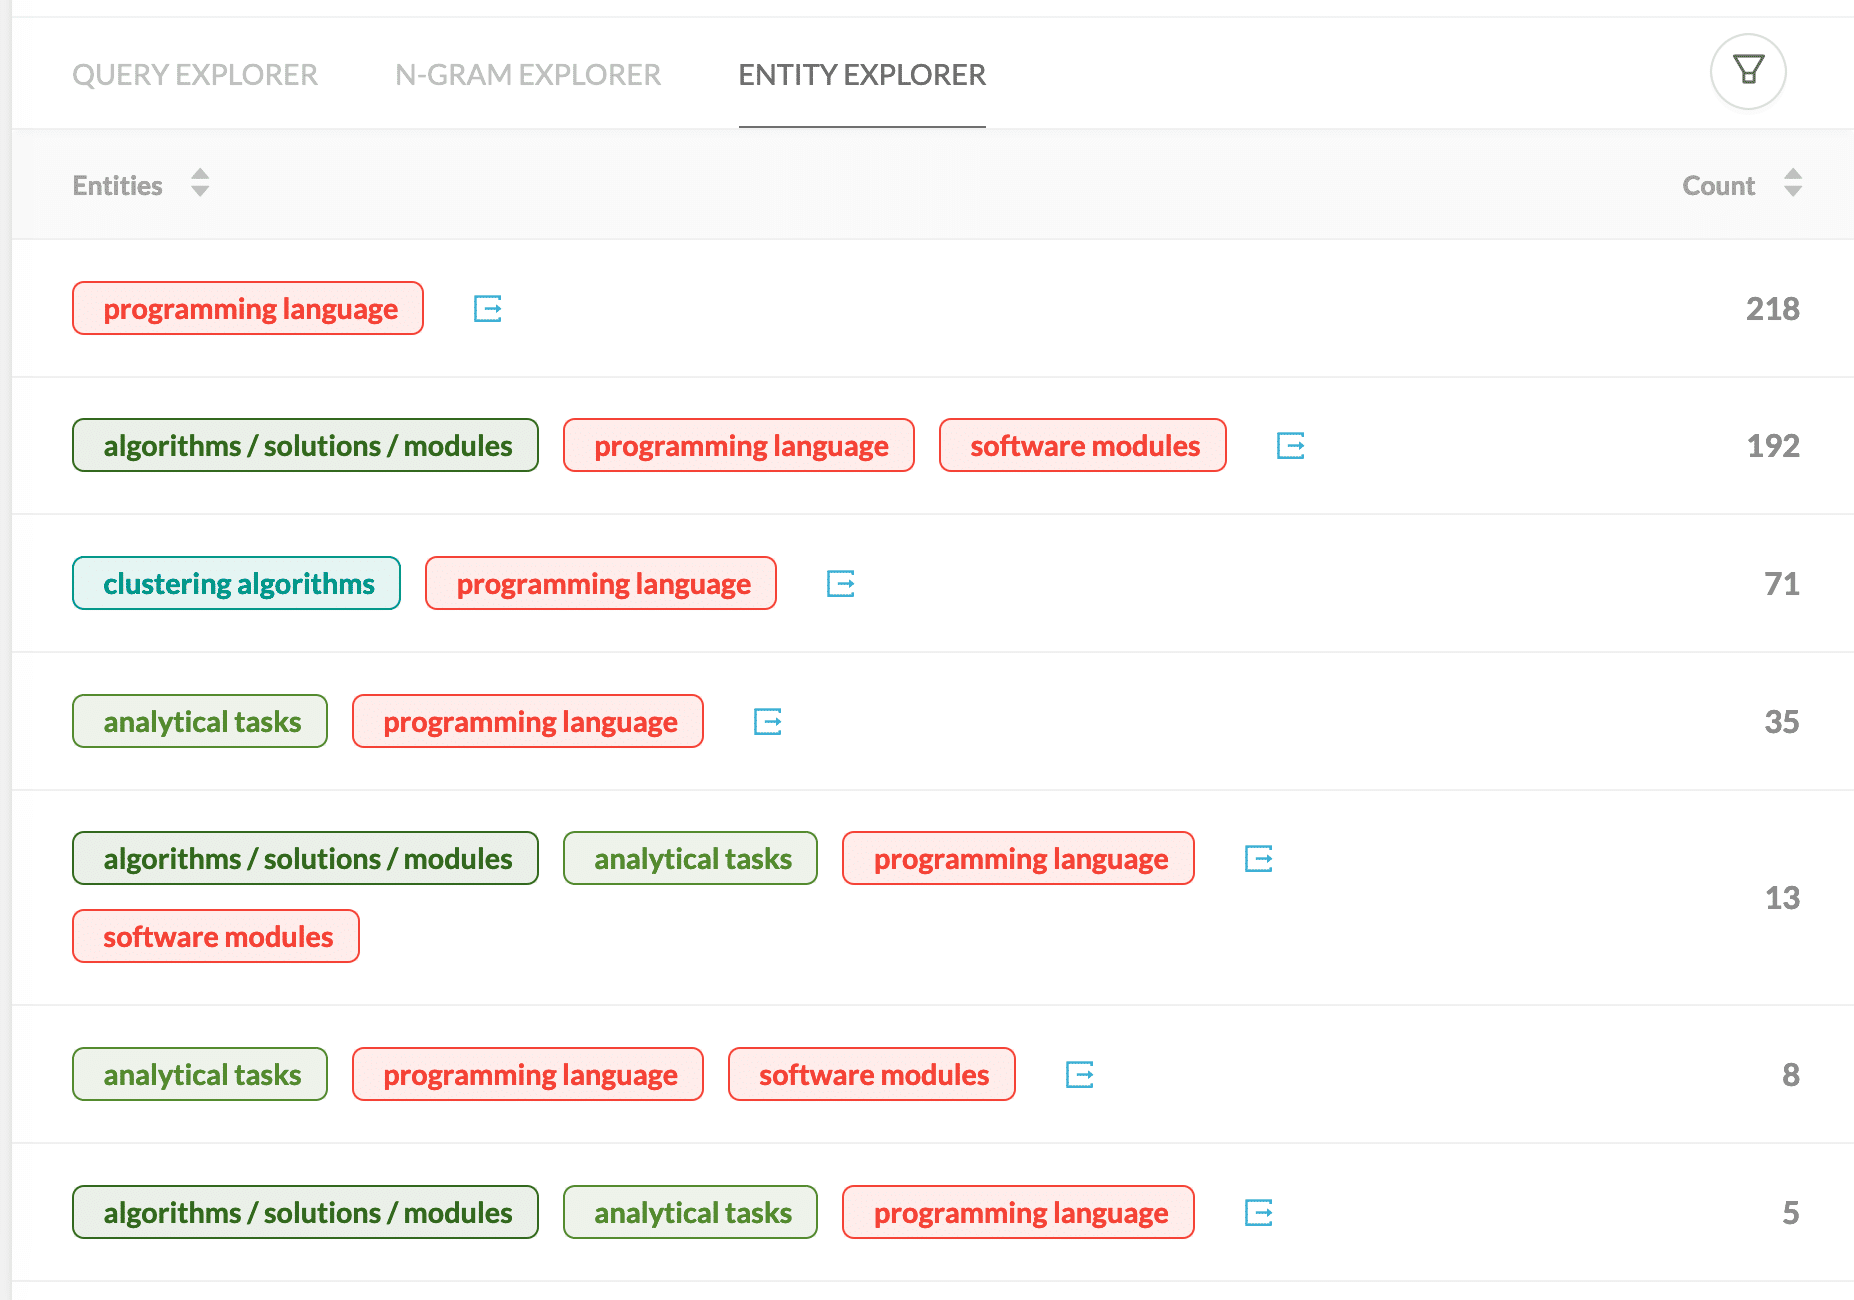 QUERY EXPLORER N-GRAM EXPLORER ENTITY EXPLORER
Entities Count
programming language 218
algorithms / solutions / modules programming language software modules 192
clustering algorithms programming language 71
analytical tasks programming language 35
algorithms / solutions / modules analytical tasks programming language
13
software modules
analytical tasks programming language software modules 8
algorithms / solutions / modules analytical tasks programming language 5